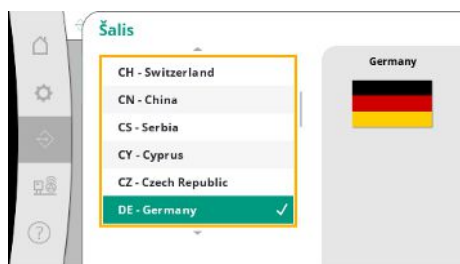 Šalis
CH - Switzerland
CN - China
CS - Serbia
CY - Cyprus
CZ - Czech Republic
DE - Germany
Germany
?